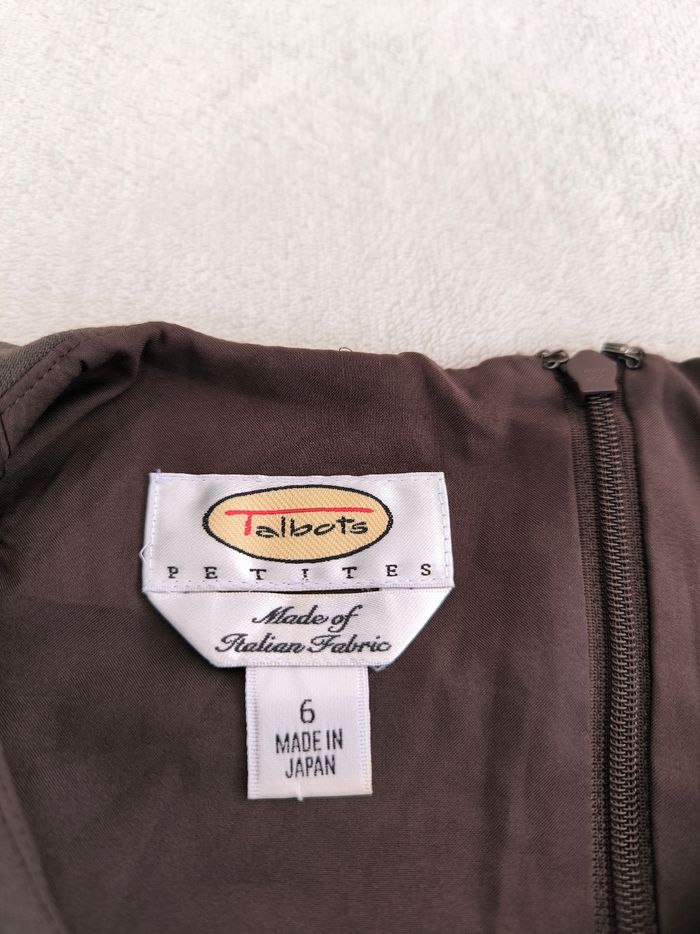 Talbots
PETITES
Made of
Italian Fabric
6
MADE IN
JAPAN